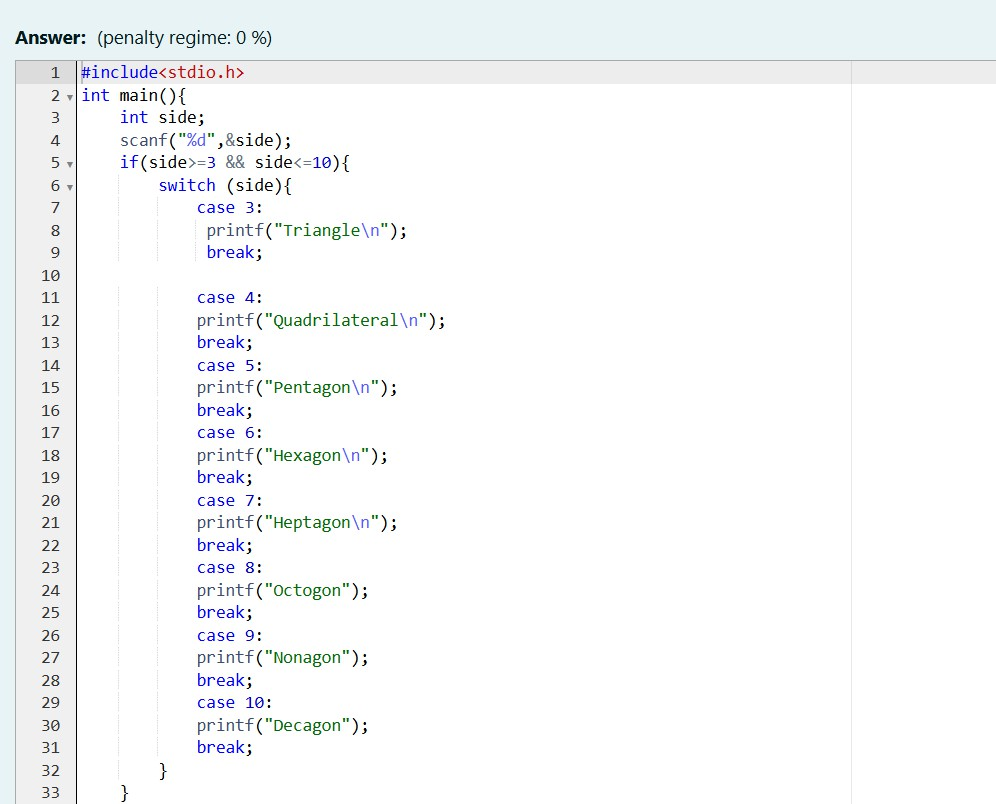 Answer: (penalty regime: 0 %)
1 #include<stdio.h>
2 int main(){
3 int side;
4 scanf("%d",&side);
5 if(side>=3 && side<=10){
6 switch (side){
7 case 3:
8 printf("Triangle\n");
9 break;
10
11 case 4:
12 printf("Quadrilateral\n");
13 break;
14 case 5:
15 printf("Pentagon\n");
16 break;
17 case 6:
18 printf("Hexagon\n");
19 break;
20 case 7:
21 printf("Heptagon\n");
22 break;
23 case 8:
24 printf("Octogon");
25 break;
26 case 9:
27 printf("Nonagon");
28 break;
29 case 10:
30 printf("Decagon");
31 break;
32 }
33 }